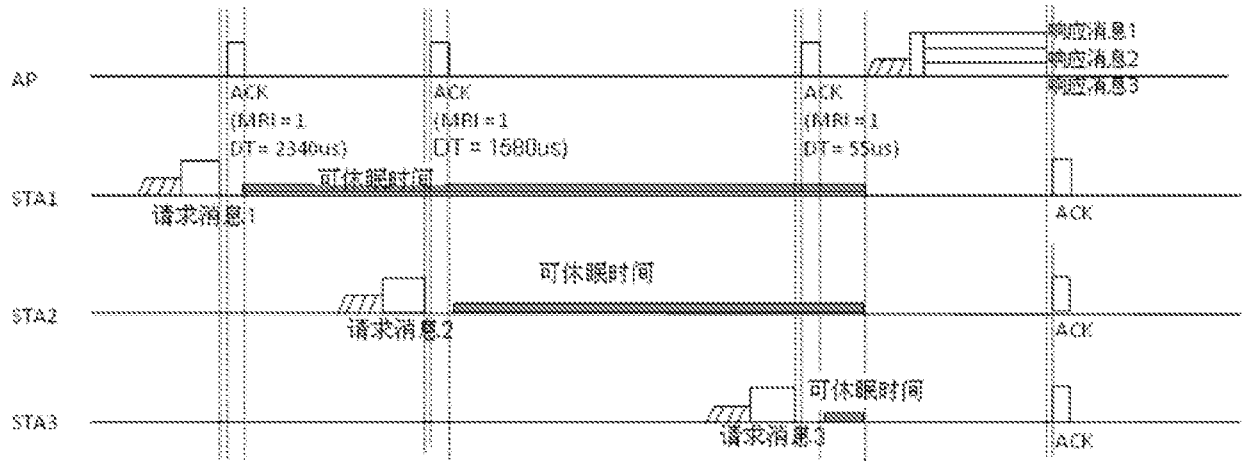 响应消息1
响应消息2
响应消息3
AP
ACK
(MRI = 1
DT = 2340us)
ACK
(MRI = 1
DT = 1580us)
ACK
(MRI = 1
DT = 55us)
可休眠时间
STA1
请求消息1
ACK
可休眠时间
STA2
请求消息2
ACK
可休眠时间
STA3
请求消息3
ACK